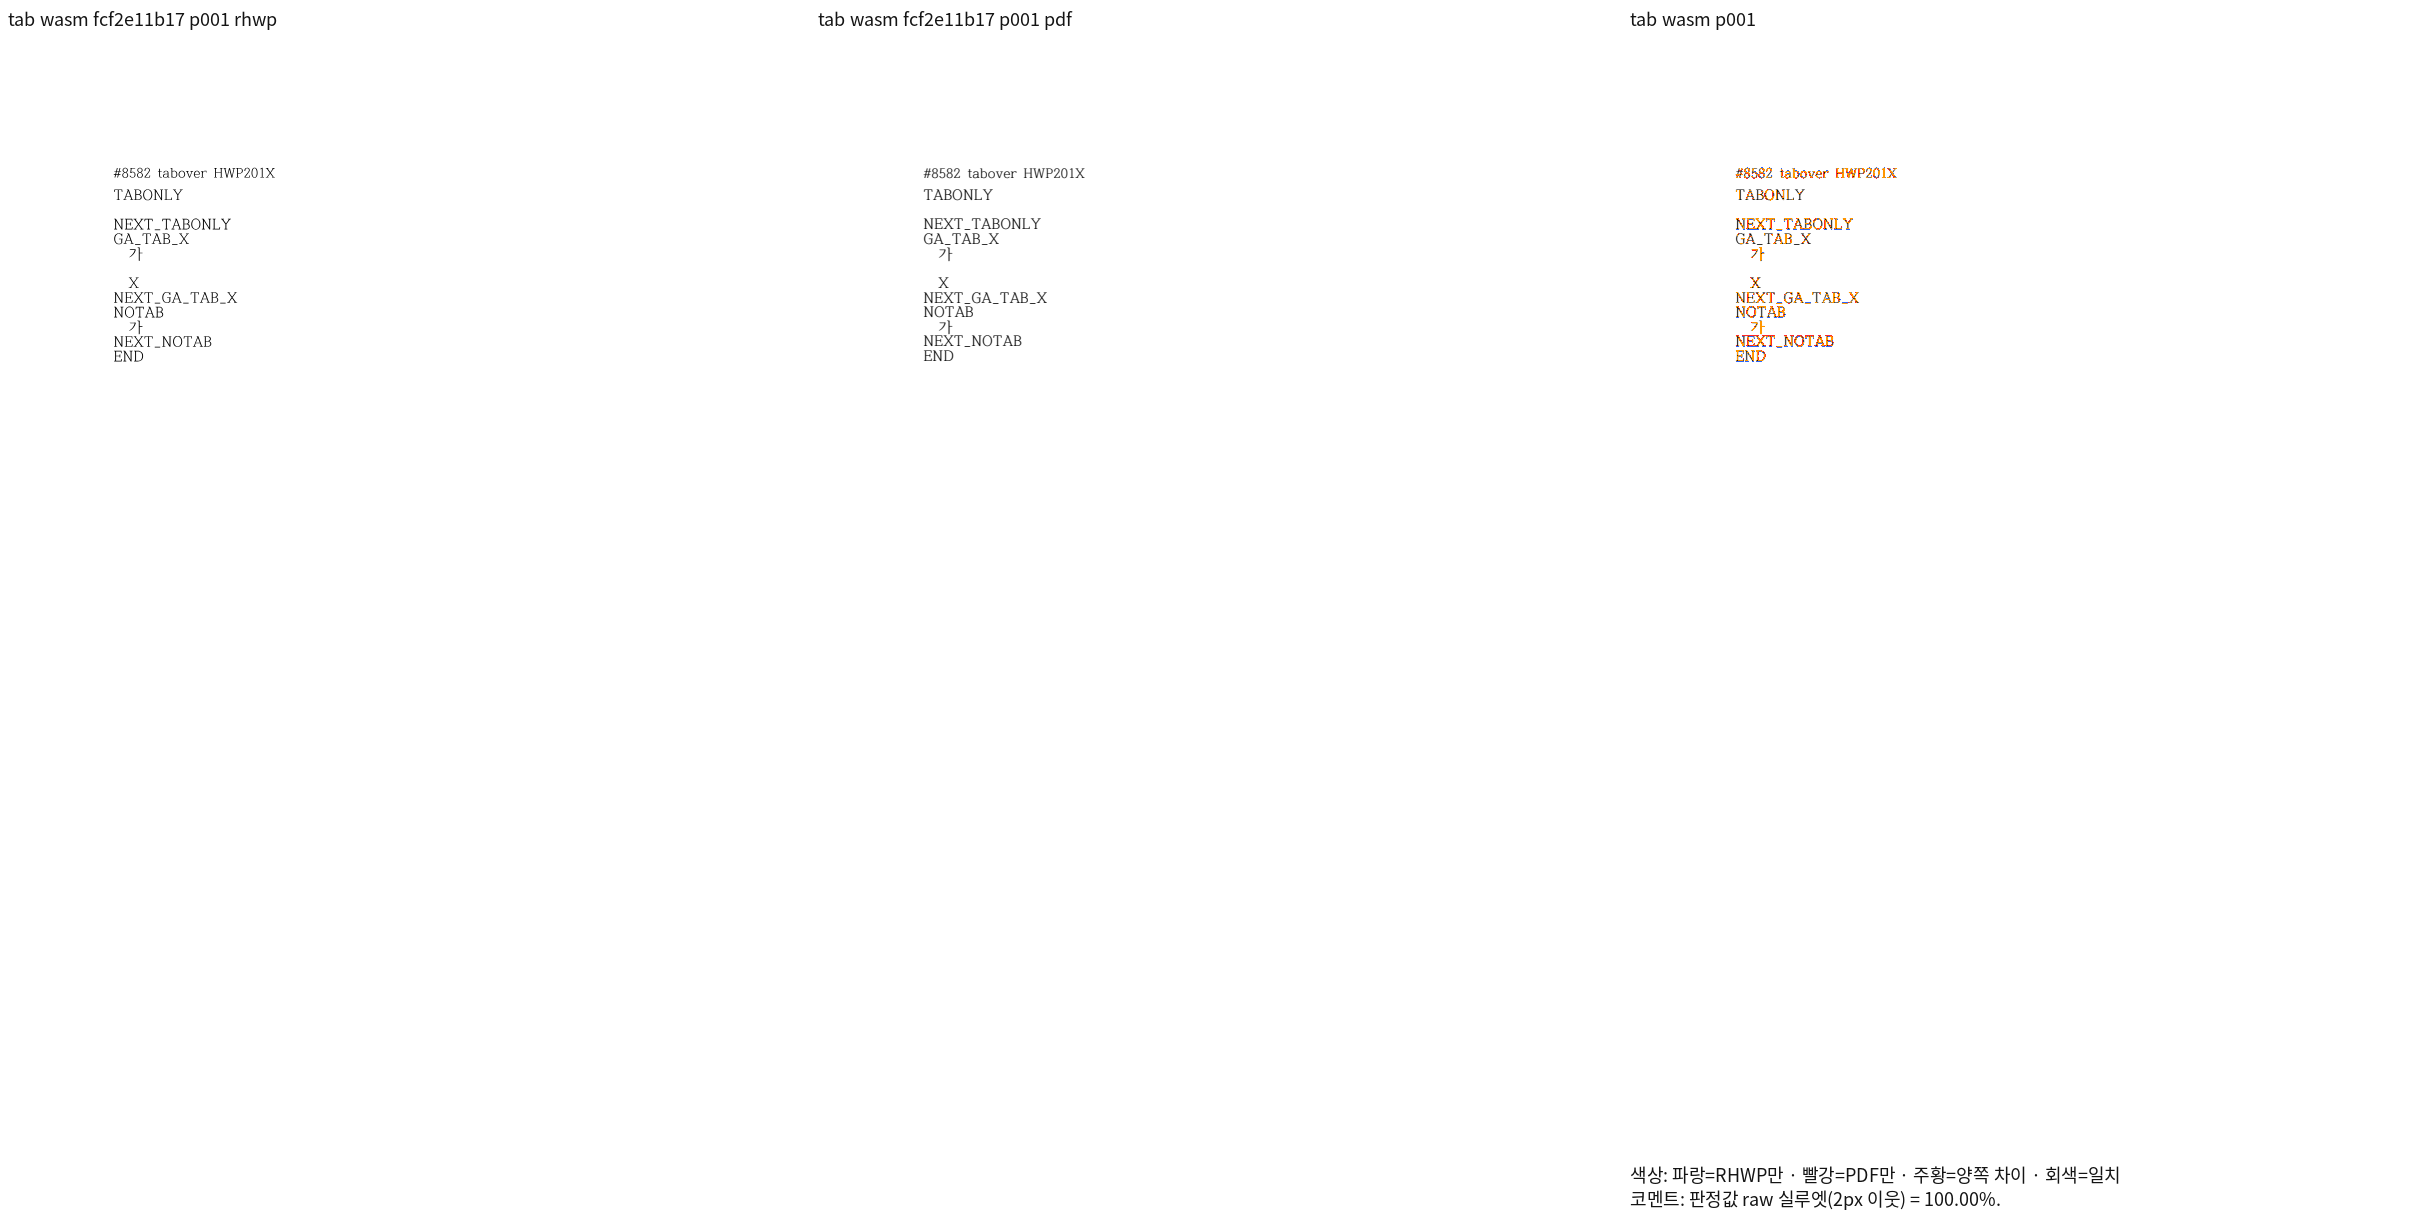 tab wasm fcf2e11b17 p001 rhwp
#8582 tabover HWP201X
TABONLY
NEXT_TABONLY
GA_TAB_X
가
X
NEXT_GA_TAB_X
NOTAB
가
NEXT_NOTAB
END
tab wasm fcf2e11b17 p001 pdf
#8582 tabover HWP201X
TABONLY
NEXT_TABONLY
GA_TAB_X
가
X
NEXT_GA_TAB_X
NOTAB
가
NEXT_NOTAB
END
tab wasm p001
#8582 tabover HWP201X
TABONLY
NEXT_TABONLY
GA_TAB_X
가
X
NEXT_GA_TAB_X
NOTAB
가
NEXT_NOTAB
END
색상: 파랑=RHWP만 · 빨강=PDF만 · 주황=양쪽 차이 · 회색=일치
코멘트: 판정값 raw 실루엣(2px 이웃) = 100.00%.